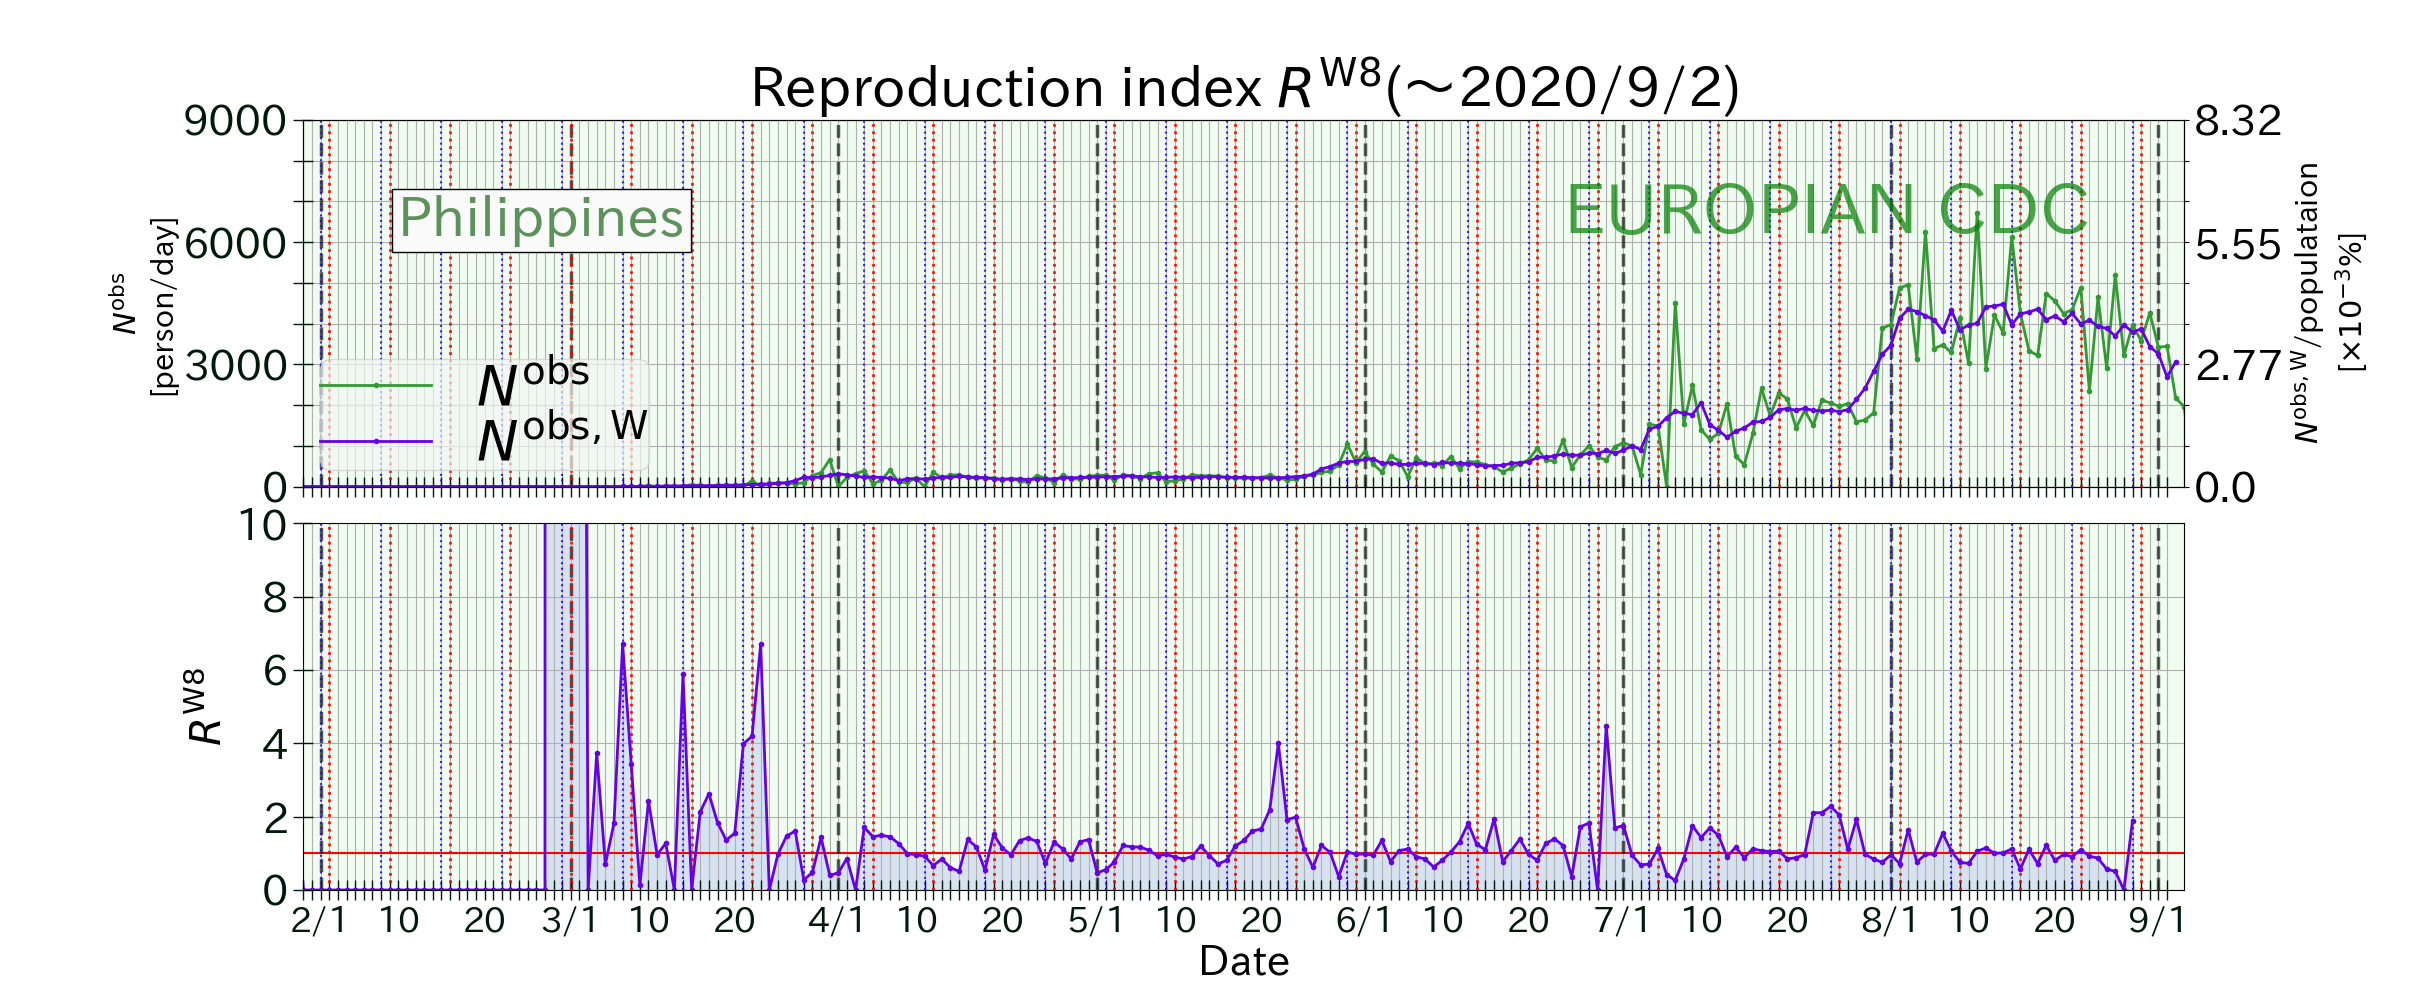 Reproduction index R^W8(～2020/9/2)
9000
6000
3000
0
N^obs
[person/day]
Philippines
EUROPIAN CDC
N^obs
N^obs, W
8.32
5.55
2.77
0.0
N^obs, W/populataion
[×10^−3%]
10
8
6
4
2
0
R^W8
2/1 10 20 3/1 10 20 4/1 10 20 5/1 10 20 6/1 10 20 7/1 10 20 8/1 10 20 9/1
Date